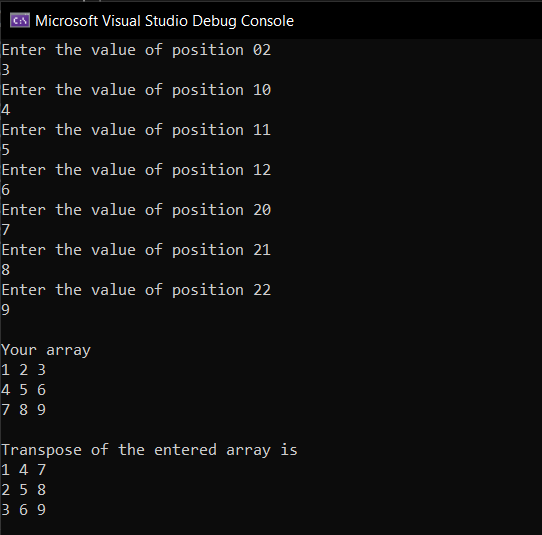 Microsoft Visual Studio Debug Console
Enter the value of position 02
3
Enter the value of position 10
4
Enter the value of position 11
5
Enter the value of position 12
6
Enter the value of position 20
7
Enter the value of position 21
8
Enter the value of position 22
9
Your array
1 2 3
4 5 6
7 8 9
Transpose of the entered array is
1 4 7
2 5 8
3 6 9